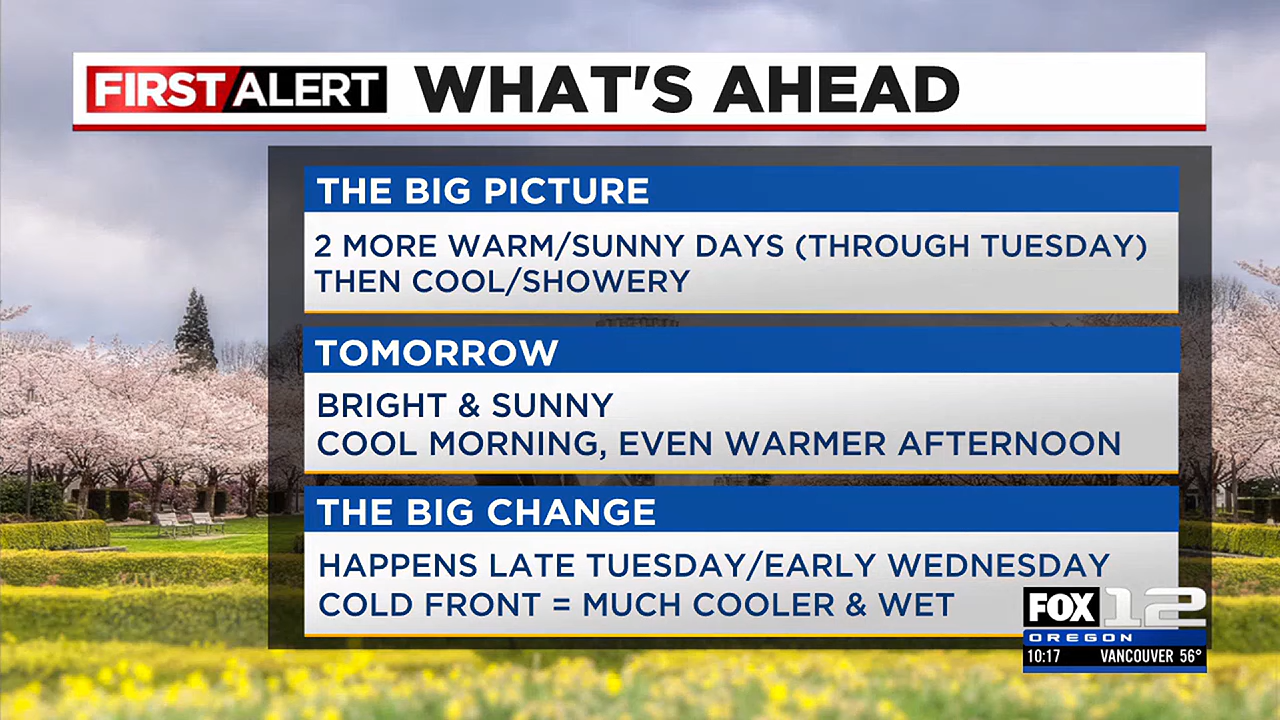 FIRST ALERT WHAT'S AHEAD
THE BIG PICTURE
2 MORE WARM/SUNNY DAYS (THROUGH TUESDAY)
THEN COOL/SHOWERY
TOMORROW
BRIGHT & SUNNY
COOL MORNING, EVEN WARMER AFTERNOON
THE BIG CHANGE
HAPPENS LATE TUESDAY/EARLY WEDNESDAY
COLD FRONT = MUCH COOLER & WET
FOX 12
OREGON
10:17 VANCOUVER 56°